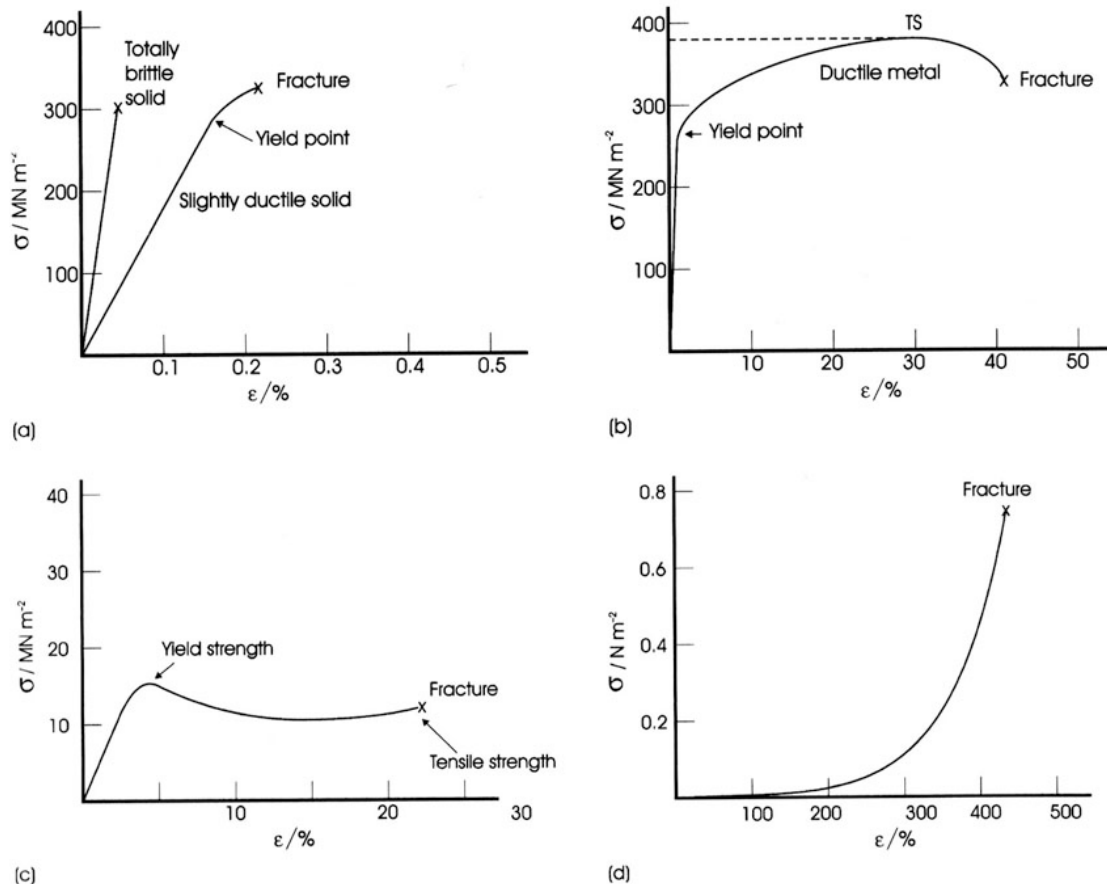 400
300
200
100
σ / MN m⁻²
Totally
brittle
solid
Fracture
Yield point
Slightly ductile solid
0.1
0.2
0.3
0.4
0.5
ε /%
(a)
400
300
200
100
σ / MN m⁻²
TS
Ductile metal
Fracture
Yield point
10
20
30
40
50
ε /%
(b)
40
30
20
10
σ / MN m⁻²
Yield strength
Fracture
Tensile strength
10
20
30
ε /%
(c)
0.8
0.6
0.4
0.2
σ / N m⁻²
Fracture
100
200
300
400
500
ε /%
(d)